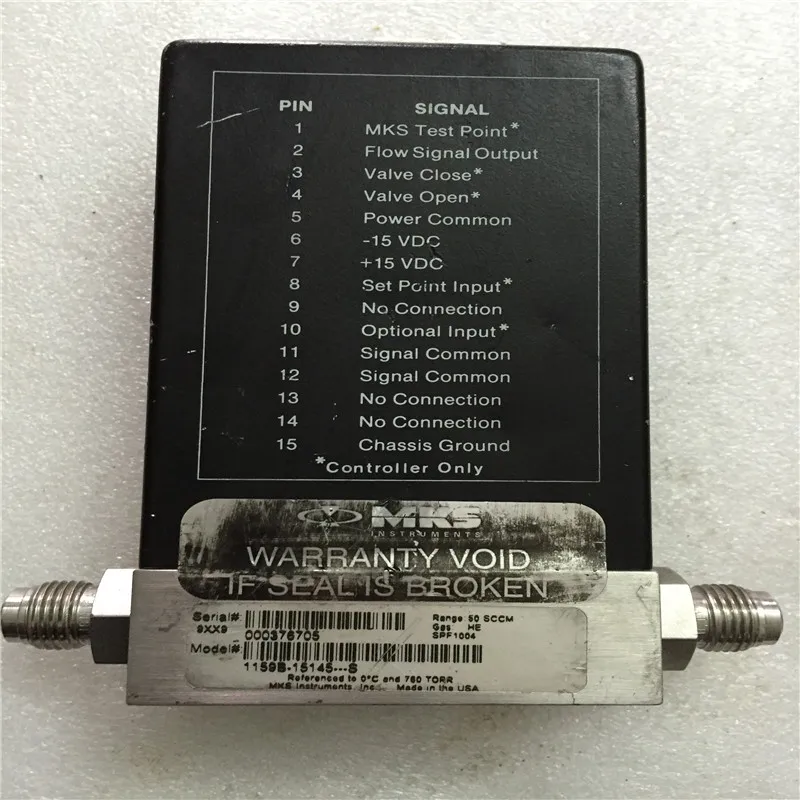 PIN SIGNAL
1 MKS Test Point*
2 Flow Signal Output
3 Valve Close*
4 Valve Open*
5 Power Common
6 -15 VDC
7 +15 VDC
8 Set Point Input*
9 No Connection
10 Optional Input*
11 Signal Common
12 Signal Common
13 No Connection
14 No Connection
15 Chassis Ground
*Controller Only
MKS
INSTRUMENTS
WARRANTY VOID
IF SEAL IS BROKEN
Serial#: Range: 50 SCCM
9XX9 000376705 Gas: HE
SPF1004
Model#:
1159B-15145---S
Referenced to 0°C and 760 TORR
MKS Instruments, Inc. Made in the USA